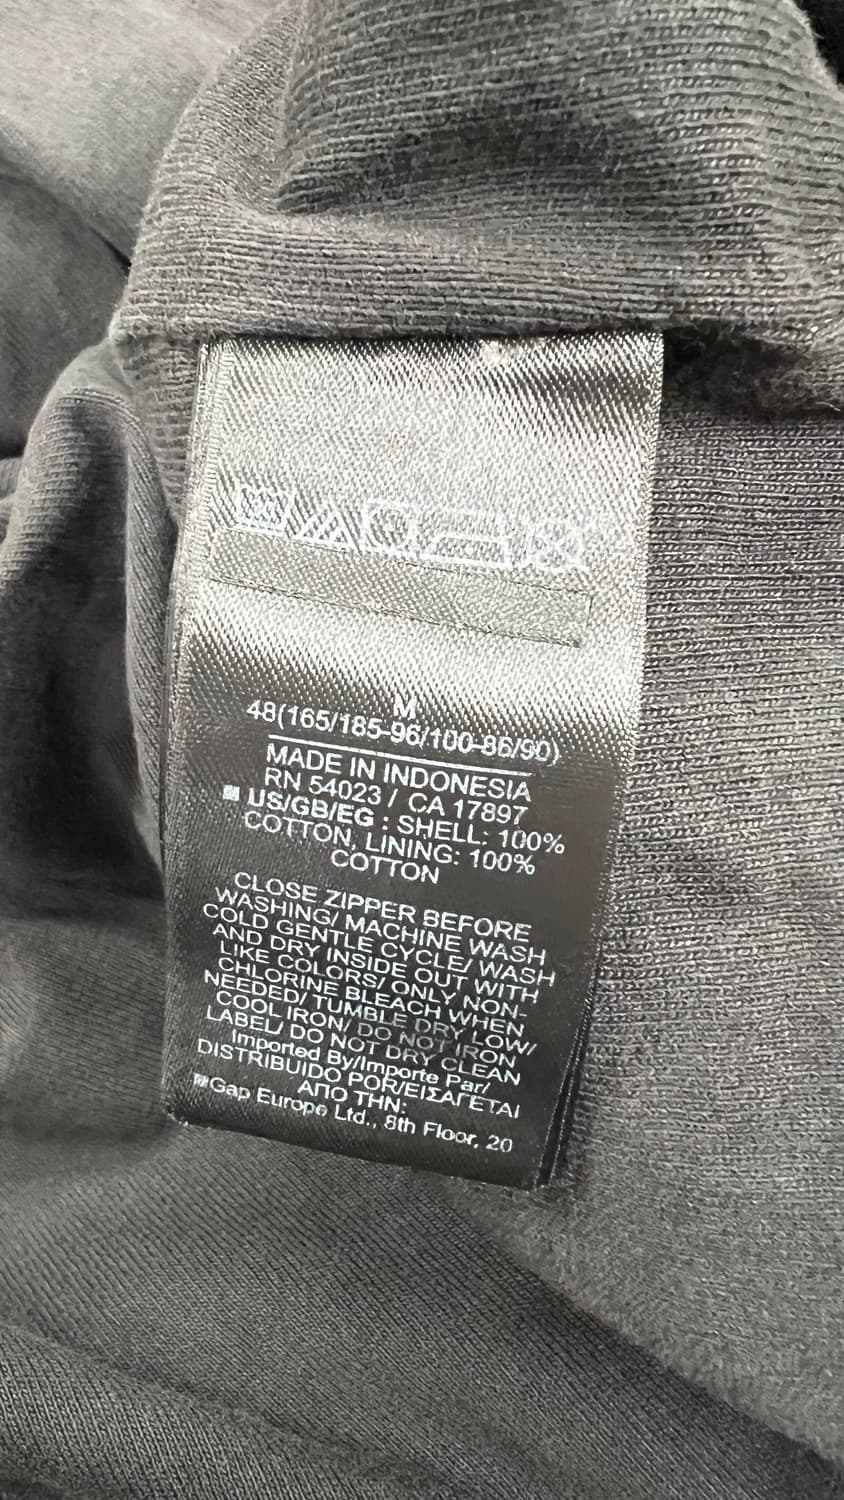 M
48(165/185-96/100-86/90)
MADE IN INDONESIA
RN 54023 / CA 17897
US/GB/EG : SHELL: 100%
COTTON, LINING: 100%
COTTON
CLOSE ZIPPER BEFORE
WASHING/ MACHINE WASH
COLD GENTLE CYCLE/ WASH
AND DRY INSIDE OUT WITH
LIKE COLORS/ ONLY NON-
CHLORINE BLEACH WHEN
NEEDED/ TUMBLE DRY LOW/
COOL IRON/ DO NOT IRON
LABEL/ DO NOT DRY CLEAN
Imported By/Importe Par/
DISTRIBUIDO POR/ΕΙΣΑΓΕΤΑΙ
ΑΠΟ ΤΗΝ:
Gap Europe Ltd., 8th Floor, 20